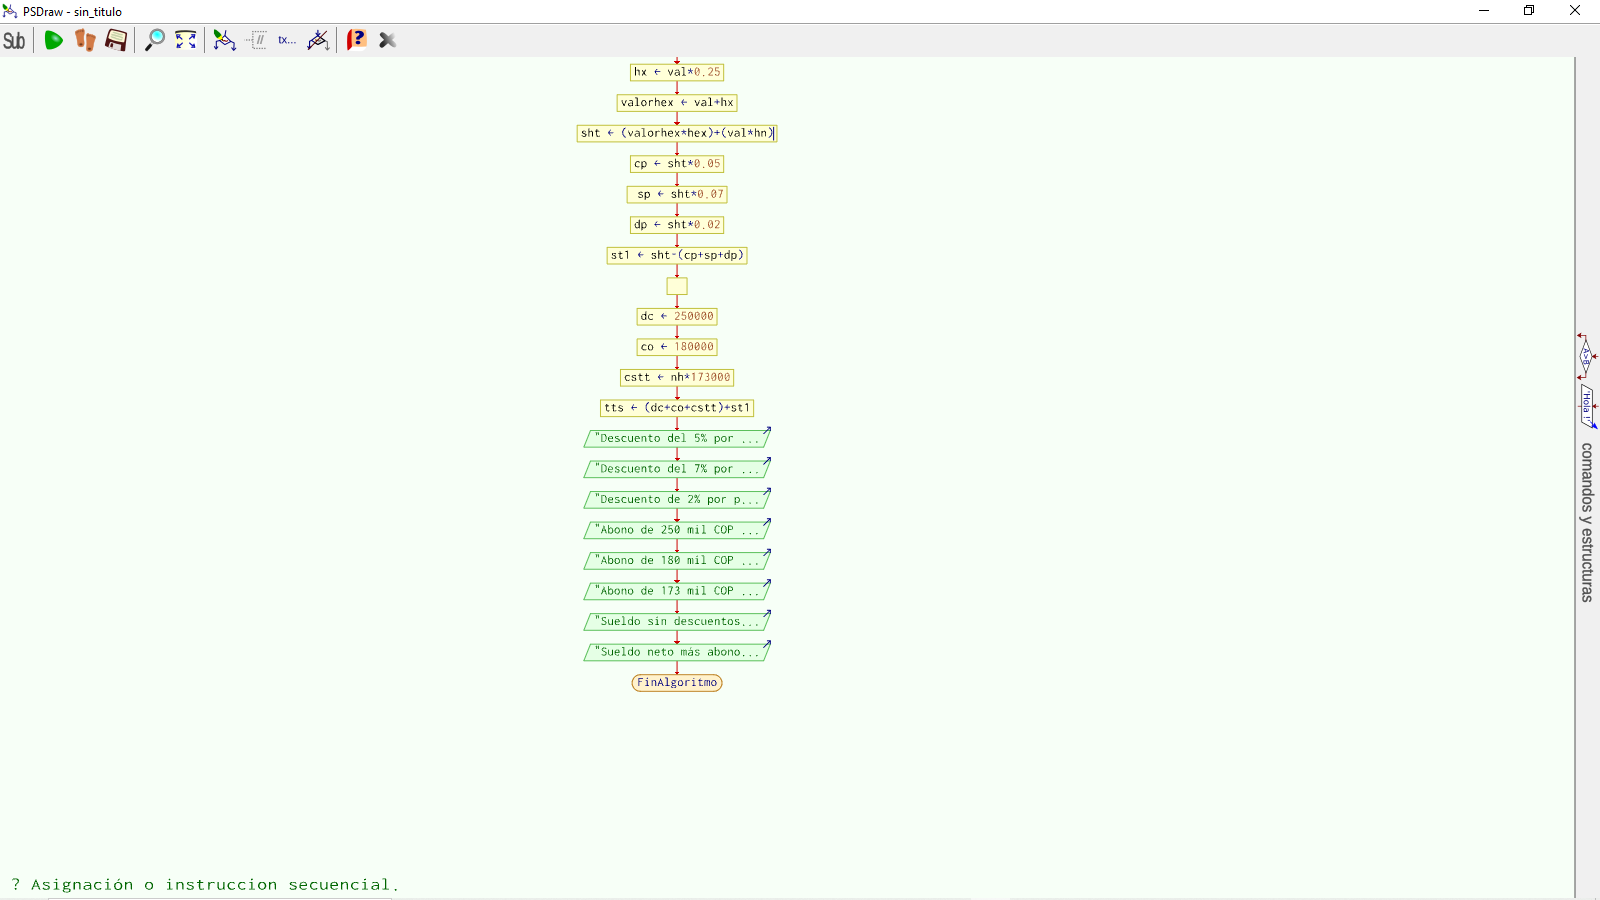 PSDraw - sin_titulo
Sub
tx...
?
hx ← val*0.25
valorhex ← val+hx
sht ← (valorhex*hex)+(val*hn)
cp ← sht*0.05
sp ← sht*0.07
dp ← sht*0.02
st1 ← sht-(cp+sp+dp)
dc ← 250000
co ← 180000
cstt ← nh*173000
tts ← (dc+co+cstt)+st1
"Descuento del 5% por ...
"Descuento del 7% por ...
"Descuento de 2% por p...
"Abono de 250 mil COP ...
"Abono de 180 mil COP ...
"Abono de 173 mil COP ...
"Sueldo sin descuentos...
"Sueldo neto más abono...
FinAlgoritmo
A>B
'Hola !'
comandos y estructuras
? Asignación o instruccion secuencial.